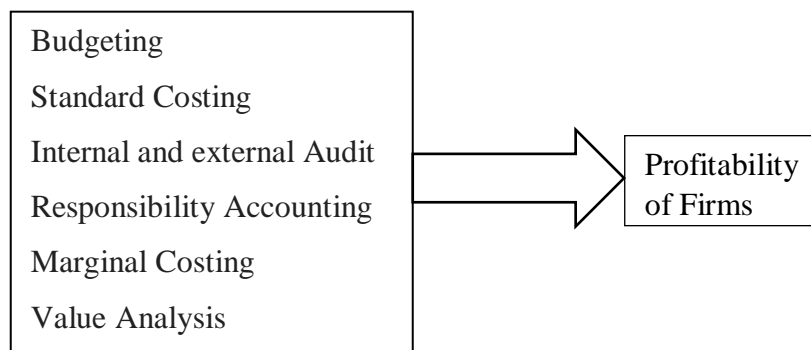 Budgeting
Standard Costing
Internal and external Audit
Responsibility Accounting
Marginal Costing
Value Analysis
Profitability
of Firms